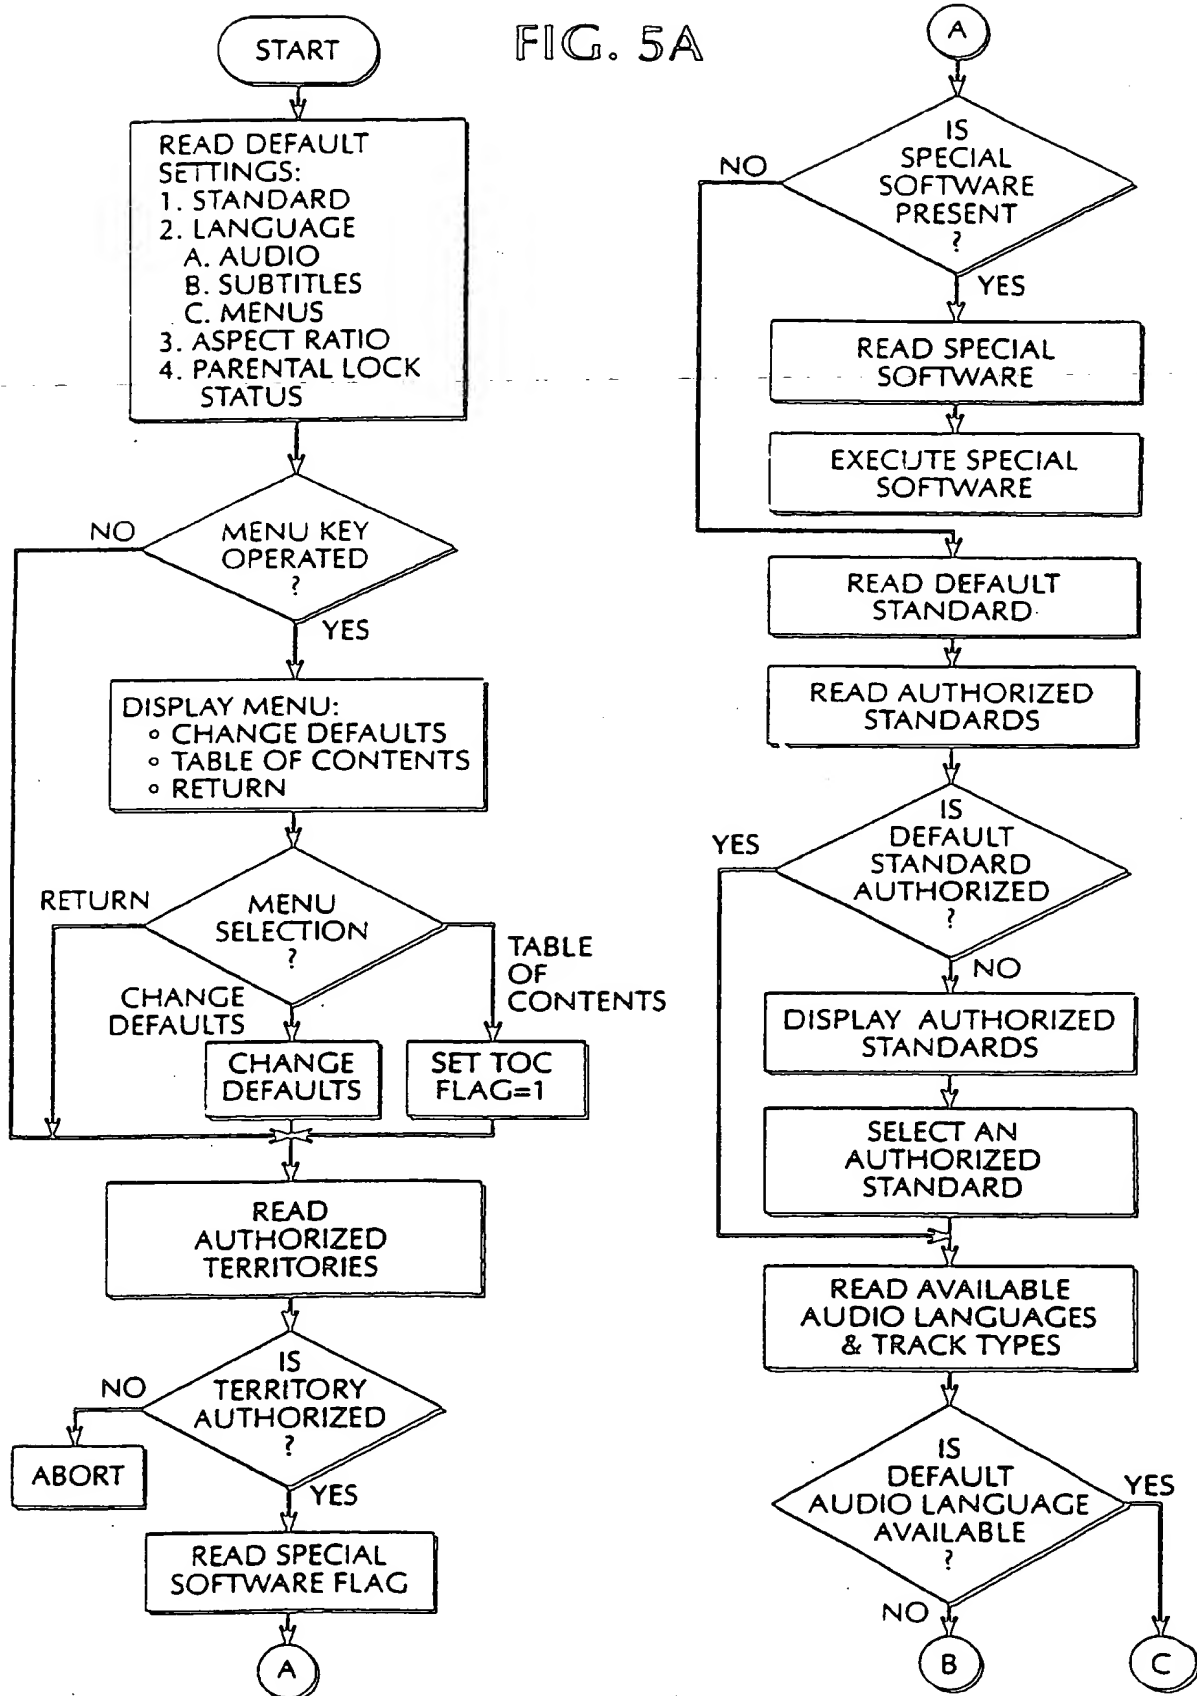 FIG. 5A
START
READ DEFAULT
SETTINGS:
1. STANDARD
2. LANGUAGE
A. AUDIO
B. SUBTITLES
C. MENUS
3. ASPECT RATIO
4. PARENTAL LOCK
STATUS
NO
MENU KEY
OPERATED
?
YES
DISPLAY MENU:
○ CHANGE DEFAULTS
○ TABLE OF CONTENTS
○ RETURN
RETURN
MENU
SELECTION
?
TABLE
OF
CONTENTS
CHANGE
DEFAULTS
CHANGE
DEFAULTS
SET TOC
FLAG=1
READ
AUTHORIZED
TERRITORIES
NO
IS
TERRITORY
AUTHORIZED
?
ABORT
YES
READ SPECIAL
SOFTWARE FLAG
A
A
NO
IS
SPECIAL
SOFTWARE
PRESENT
?
YES
READ SPECIAL
SOFTWARE
EXECUTE SPECIAL
SOFTWARE
READ DEFAULT
STANDARD
READ AUTHORIZED
STANDARDS
YES
IS
DEFAULT
STANDARD
AUTHORIZED
?
NO
DISPLAY AUTHORIZED
STANDARDS
SELECT AN
AUTHORIZED
STANDARD
READ AVAILABLE
AUDIO LANGUAGES
& TRACK TYPES
IS
DEFAULT
AUDIO LANGUAGE
AVAILABLE
?
YES
NO
B
C